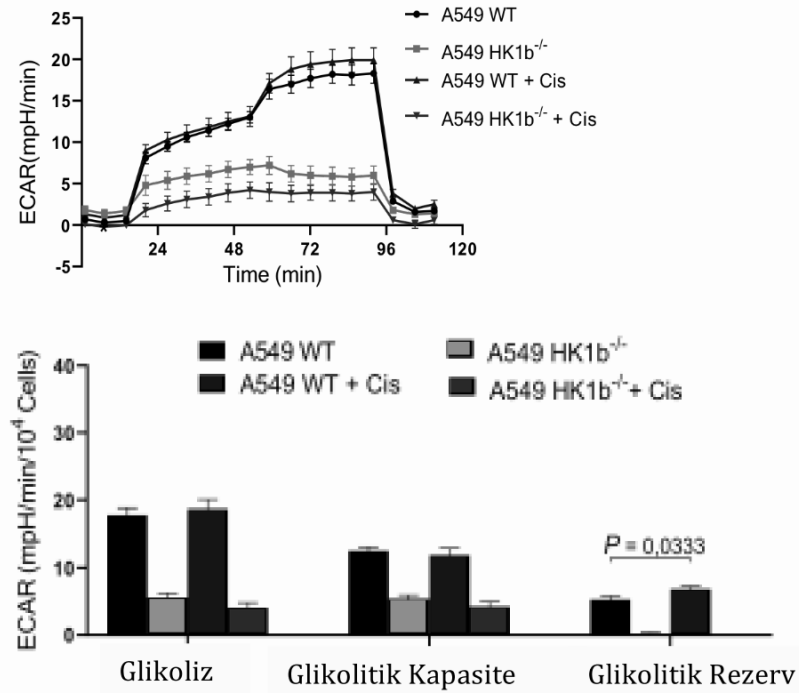 A549 WT
A549 HK1b-/-
A549 WT + Cis
A549 HK1b-/- + Cis
ECAR(mpH/min)
25
20
15
10
5
0
-5
24
48
72
96
120
Time (min)
A549 WT
A549 HK1b-/-
A549 WT + Cis
A549 HK1b-/-+ Cis
ECAR (mpH/min/10⁴ Cells)
40
30
20
10
0
P = 0,0333
Glikoliz
Glikolitik Kapasite
Glikolitik Rezerv